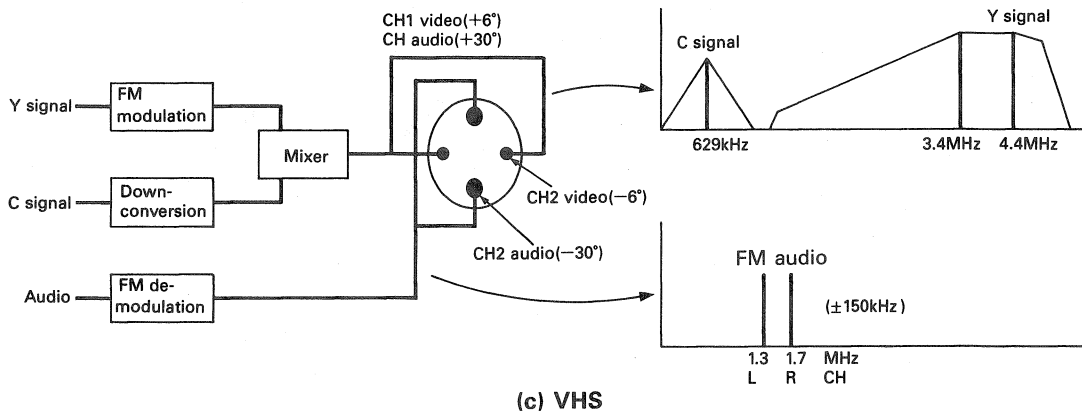 CH1 video(+6°)
CH audio(+30°)
Y signal
FM
modulation
Mixer
C signal
Down-
conversion
CH2 video(−6°)
CH2 audio(−30°)
Audio
FM de-
modulation
C signal
Y signal
629kHz
3.4MHz
4.4MHz
FM audio
(±150kHz)
1.3 1.7 MHz
L R CH
(c) VHS